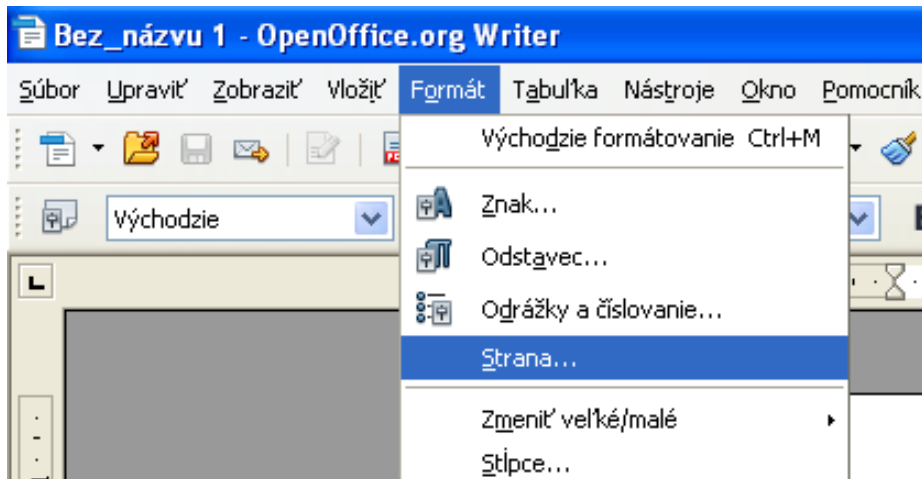 Bez_názvu 1 - OpenOffice.org Writer
Súbor Upraviť Zobraziť Vložiť Formát Tabuľka Nástroje Okno Pomocník
Východzie formátovanie Ctrl+M
Východzie
Znak...
Odstavec...
Odrážky a číslovanie...
Strana...
Zmeniť veľké/malé
Stĺpce...